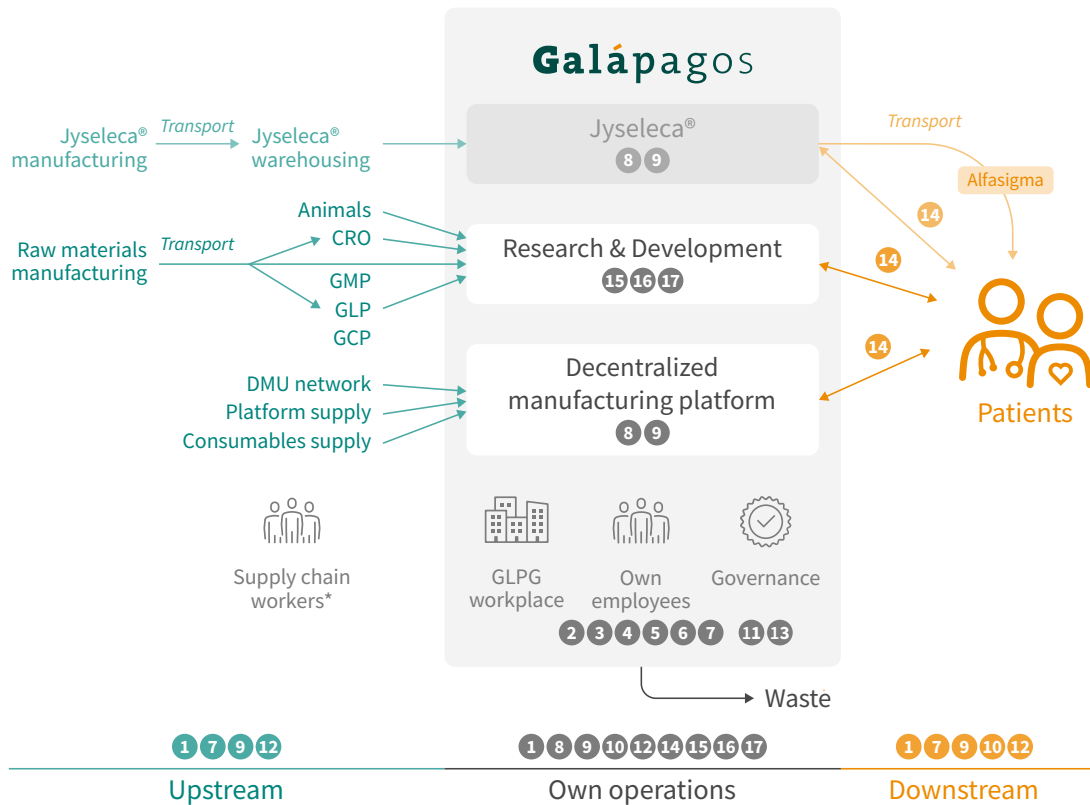 Galápagos
Jyseleca®
manufacturing
Transport
Jyseleca®
warehousing
Jyseleca®
8 9
Transport
Alfasigma
14
Raw materials
manufacturing
Transport
Animals
CRO
GMP
GLP
GCP
Research & Development
15 16 17
14
DMU network
Platform supply
Consumables supply
Decentralized
manufacturing platform
8 9
14
Patients
Supply chain
workers*
GLPG
workplace
Own
employees
2 3 4 5 6 7
Governance
11 13
Waste
1 7 9 12
Upstream
1 8 9 10 12 14 15 16 17
Own operations
1 7 9 10 12
Downstream